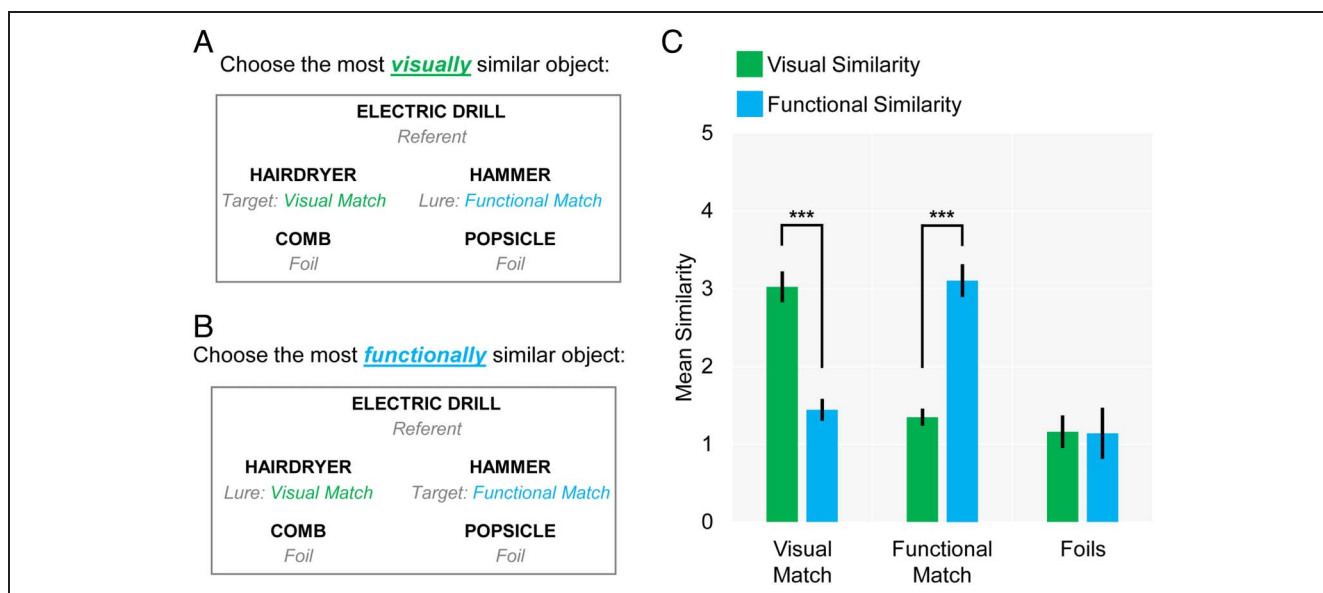 A
Choose the most visually similar object:
ELECTRIC DRILL
Referent
HAIRDRYER HAMMER
Target: Visual Match Lure: Functional Match
COMB POPSICLE
Foil Foil
B
Choose the most functionally similar object:
ELECTRIC DRILL
Referent
HAIRDRYER HAMMER
Lure: Visual Match Target: Functional Match
COMB POPSICLE
Foil Foil
C
Visual Similarity
Functional Similarity
Mean Similarity
5
4
3
2
1
0
*** ***
Visual Match
Functional Match
Foils